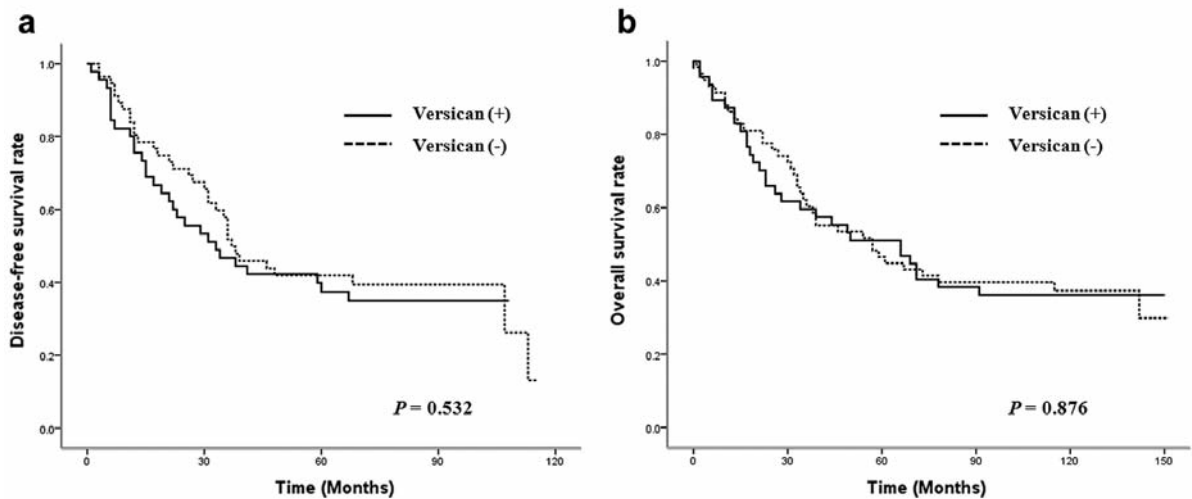 a
Disease-free survival rate
1.0
0.8
0.6
0.4
0.2
0.0
Versican (+)
Versican (-)
P = 0.532
0
30
60
90
120
Time (Months)
b
Overall survival rate
1.0
0.8
0.6
0.4
0.2
0.0
Versican (+)
Versican (-)
P = 0.876
0
30
60
90
120
150
Time (Months)